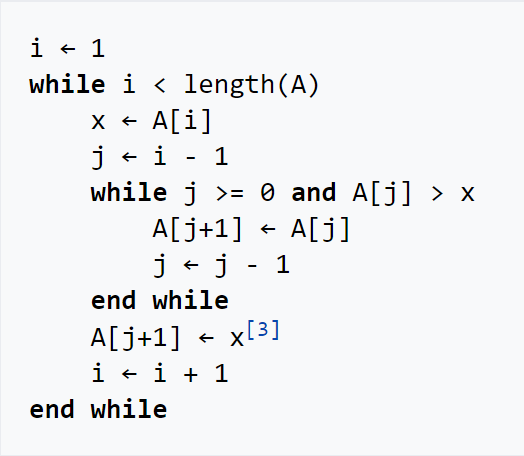 i ← 1
while i < length(A)
    x ← A[i]
    j ← i - 1
    while j >= 0 and A[j] > x
        A[j+1] ← A[j]
        j ← j - 1
    end while
    A[j+1] ← x[3]
    i ← i + 1
end while